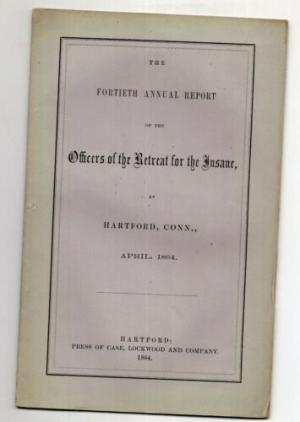 THE
FORTIETH ANNUAL REPORT
OF THE
Officers of the Retreat for the Insane,
AT
HARTFORD, CONN.,
APRIL, 1864.
HARTFORD:
PRESS OF CASE, LOCKWOOD AND COMPANY.
1864.